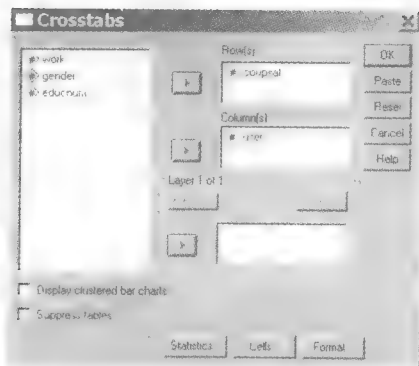 Crosstabs
work
gender
educnum
Row(s)
Column(s)
Layer 1 of 1
OK
Paste
Reset
Cancel
Help
Display clustered bar charts
Suppress tables
Statistics
Cells
Format